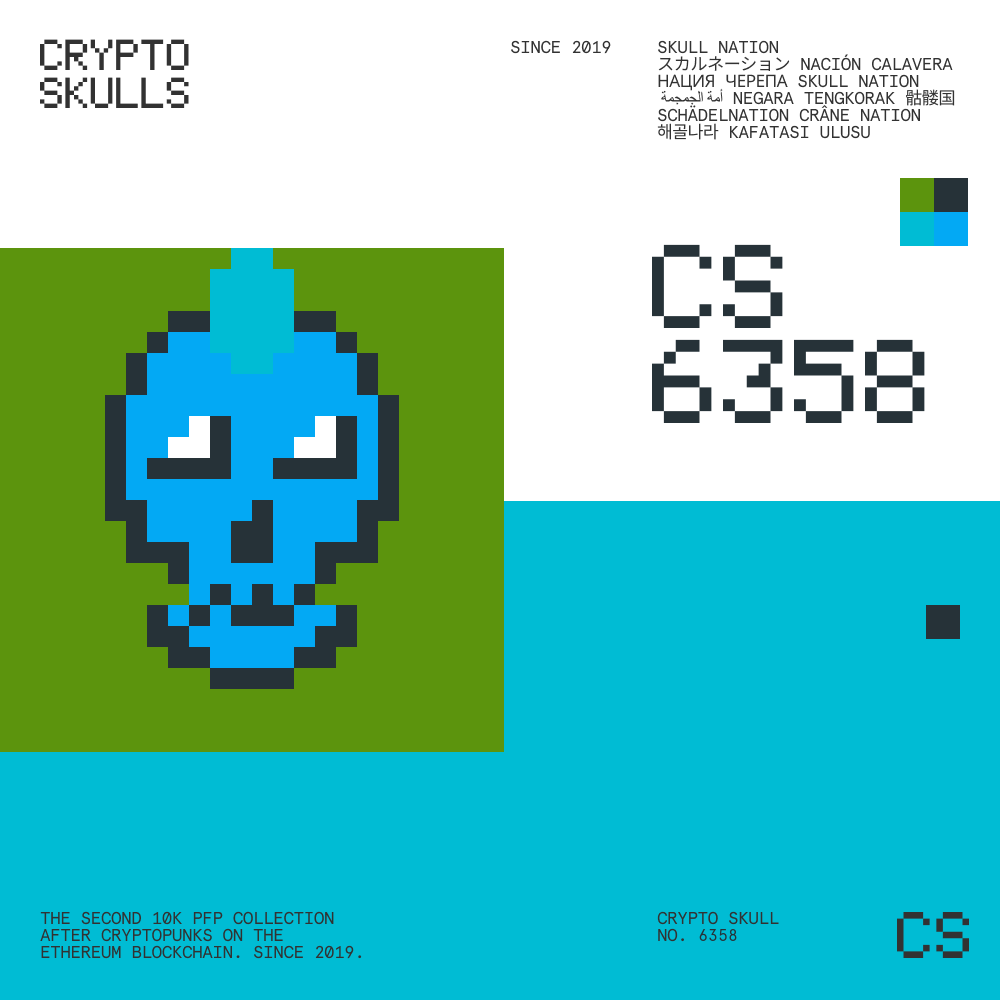 CRYPTO
SKULLS
SINCE 2019
SKULL NATION
スカルネーション NACIÓN CALAVERA
НАЦИЯ ЧЕРЕПА SKULL NATION
أمة الجمجمة NEGARA TENGKORAK 骷髅国
SCHÄDELNATION CRÂNE NATION
해골나라 KAFATASI ULUSU
CS
6358
THE SECOND 10K PFP COLLECTION
AFTER CRYPTOPUNKS ON THE
ETHEREUM BLOCKCHAIN. SINCE 2019.
CRYPTO SKULL
NO. 6358
CS